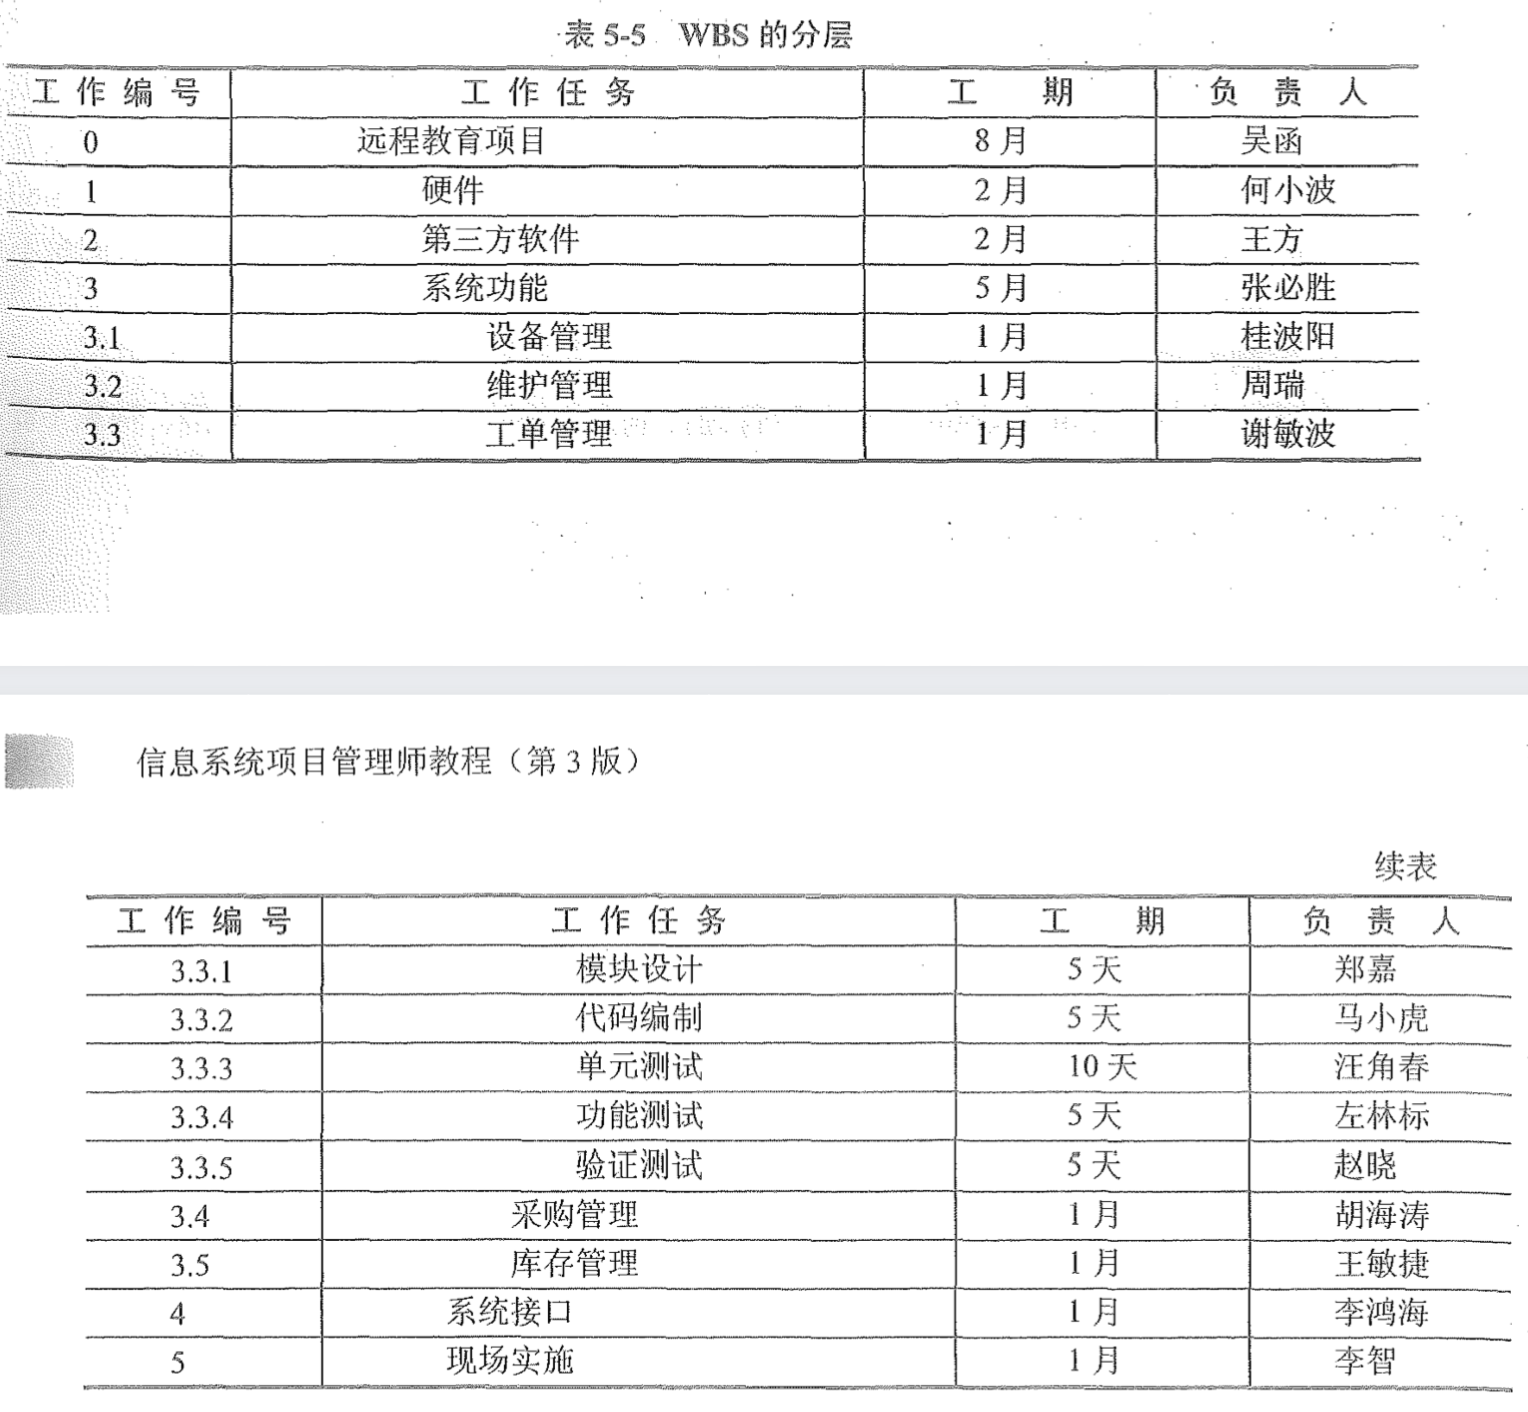 表 5-5 WBS 的分层
工作编号 工作任务 工期 负责人
0 远程教育项目 8 月 吴函
1 硬件 2 月 何小波
2 第三方软件 2 月 王方
3 系统功能 5 月 张必胜
3.1 设备管理 1 月 桂波阳
3.2 维护管理 1 月 周瑞
3.3 工单管理 1 月 谢敏波
信息系统项目管理师教程（第 3 版）
续表
工作编号 工作任务 工期 负责人
3.3.1 模块设计 5 天 郑嘉
3.3.2 代码编制 5 天 马小虎
3.3.3 单元测试 10 天 汪角春
3.3.4 功能测试 5 天 左林标
3.3.5 验证测试 5 天 赵晓
3.4 采购管理 1 月 胡海涛
3.5 库存管理 1 月 王敏捷
4 系统接口 1 月 李鸿海
5 现场实施 1 月 李智